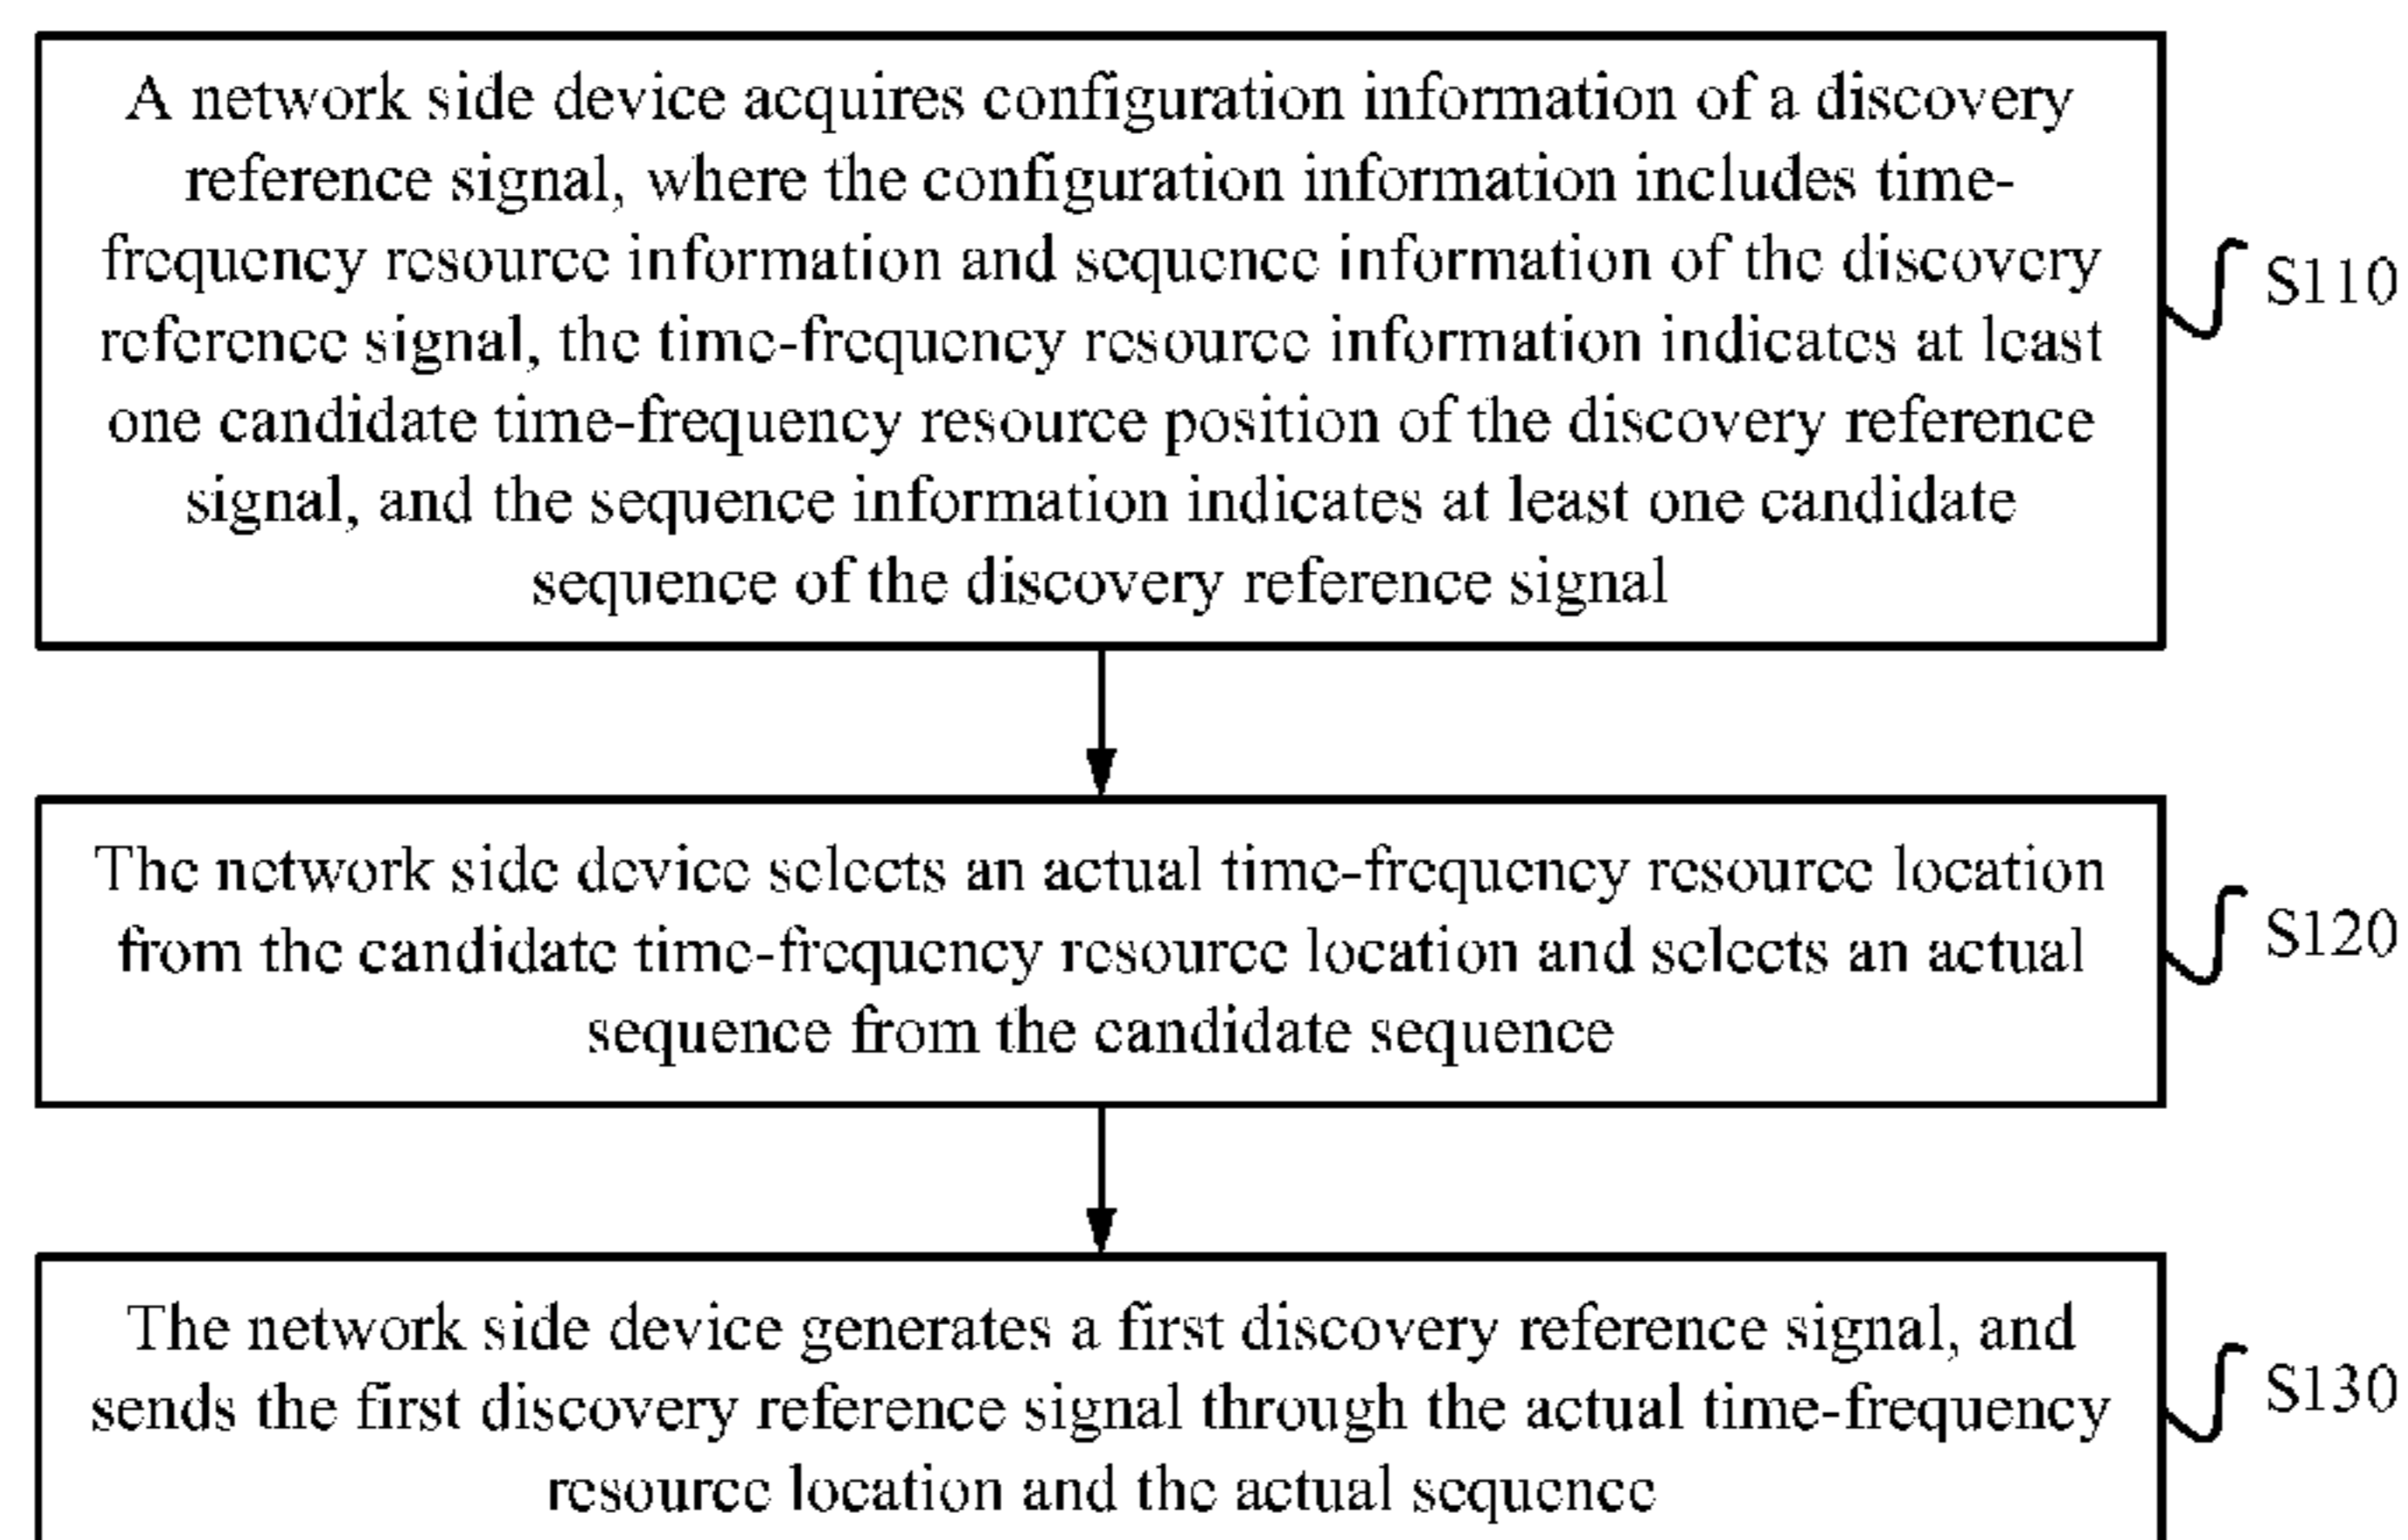 A network side device acquires configuration information of a discovery
reference signal, where the configuration information includes time-
frequency resource information and sequence information of the discovery
reference signal, the time-frequency resource information indicates at least
one candidate time-frequency resource position of the discovery reference
signal, and the sequence information indicates at least one candidate
sequence of the discovery reference signal
S110
The network side device selects an actual time-frequency resource location
from the candidate time-frequency resource location and selects an actual
sequence from the candidate sequence
S120
The network side device generates a first discovery reference signal, and
sends the first discovery reference signal through the actual time-frequency
resource location and the actual sequence
S130